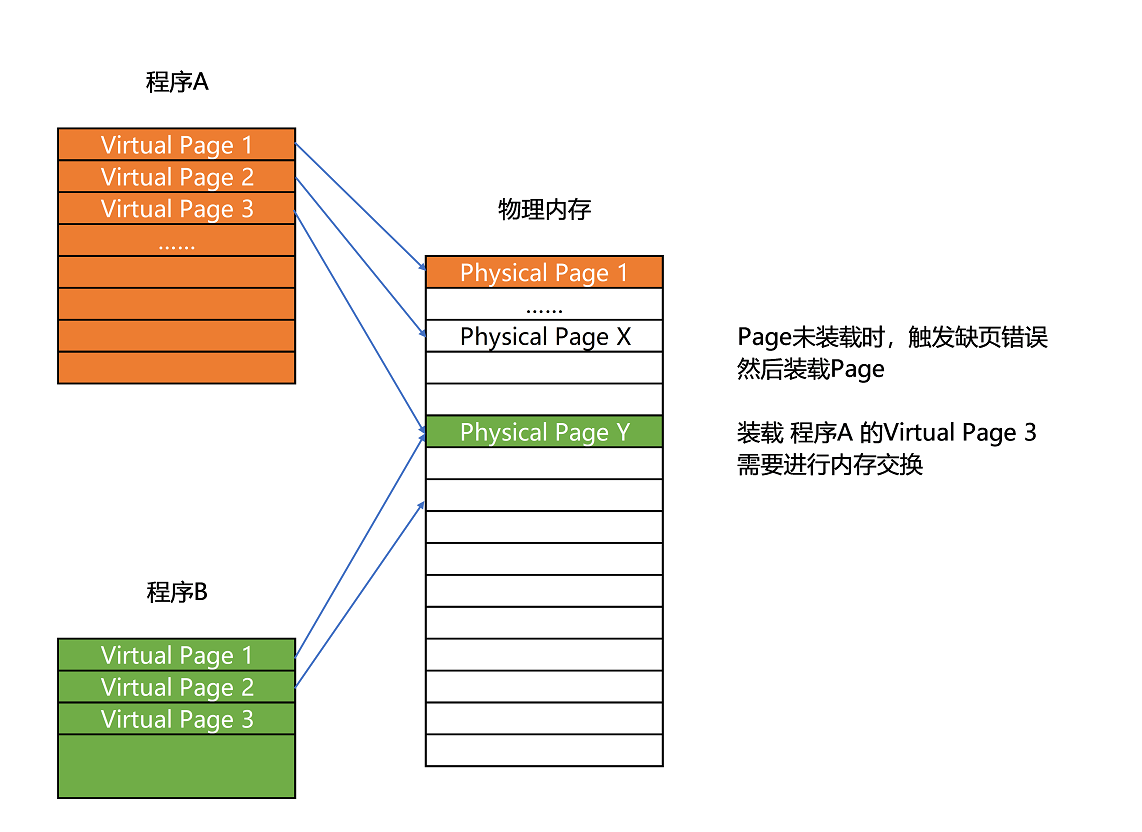 程序A
Virtual Page 1
Virtual Page 2
Virtual Page 3
......
物理内存
Physical Page 1
......
Physical Page X
Physical Page Y
Page未装载时，触发缺页错误
然后装载Page
装载 程序A 的Virtual Page 3
需要进行内存交换
程序B
Virtual Page 1
Virtual Page 2
Virtual Page 3